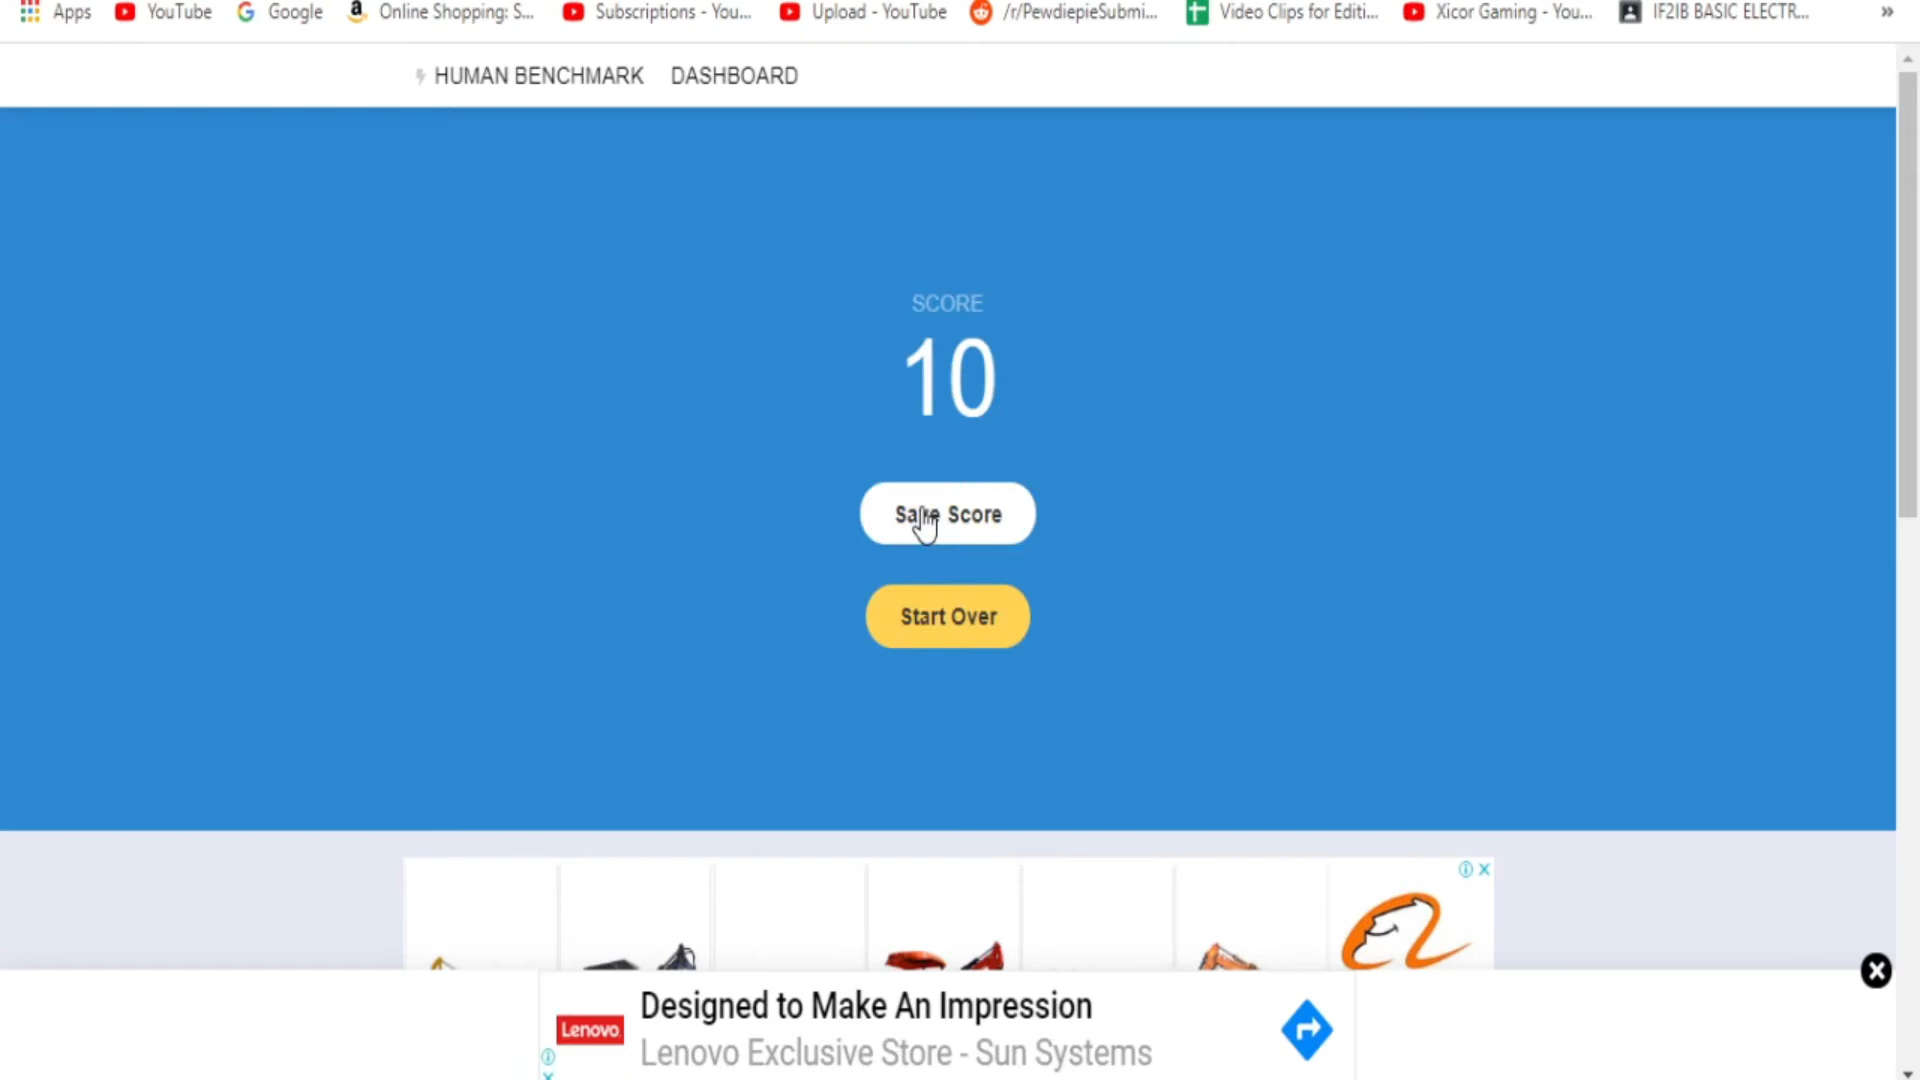 Apps YouTube Google Online Shopping: S... Subscriptions - You... Upload - YouTube /r/PewdiepieSubmi... Video Clips for Editi... Xicor Gaming - You... IF2IB BASIC ELECTR... »
HUMAN BENCHMARK DASHBOARD
SCORE
10
Save Score
Start Over
Designed to Make An Impression
Lenovo
Lenovo Exclusive Store - Sun Systems